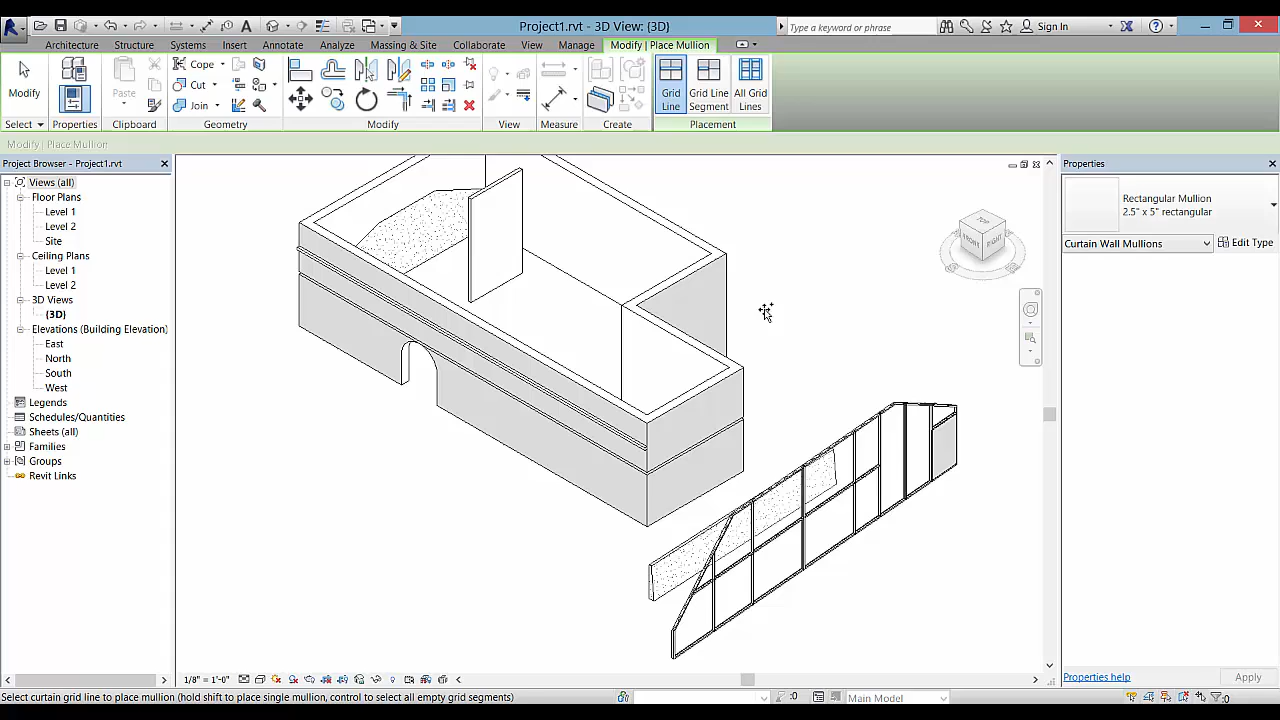 Project1.rvt - 3D View: {3D}
Type a keyword or phrase
Sign In
Architecture Structure Systems Insert Annotate Analyze Massing & Site Collaborate View Manage Modify | Place Mullion
Modify
Paste
Cope
Cut
Join
Grid Line
Grid Line Segment
All Grid Lines
Select Properties Clipboard Geometry Modify View Measure Create Placement
Modify | Place Mullion
Project Browser - Project1.rvt
Views (all)
Floor Plans
Level 1
Level 2
Site
Ceiling Plans
Level 1
Level 2
3D Views
{3D}
Elevations (Building Elevation)
East
North
South
West
Legends
Schedules/Quantities
Sheets (all)
Families
Groups
Revit Links
TOP
FRONT
RIGHT
Properties
Rectangular Mullion
2.5" x 5" rectangular
Curtain Wall Mullions
Edit Type
Properties help
Apply
1/8" = 1'-0"
Select curtain grid line to place mullion (hold shift to place single mullion, control to select all empty grid segments)
:0
Main Model
:0